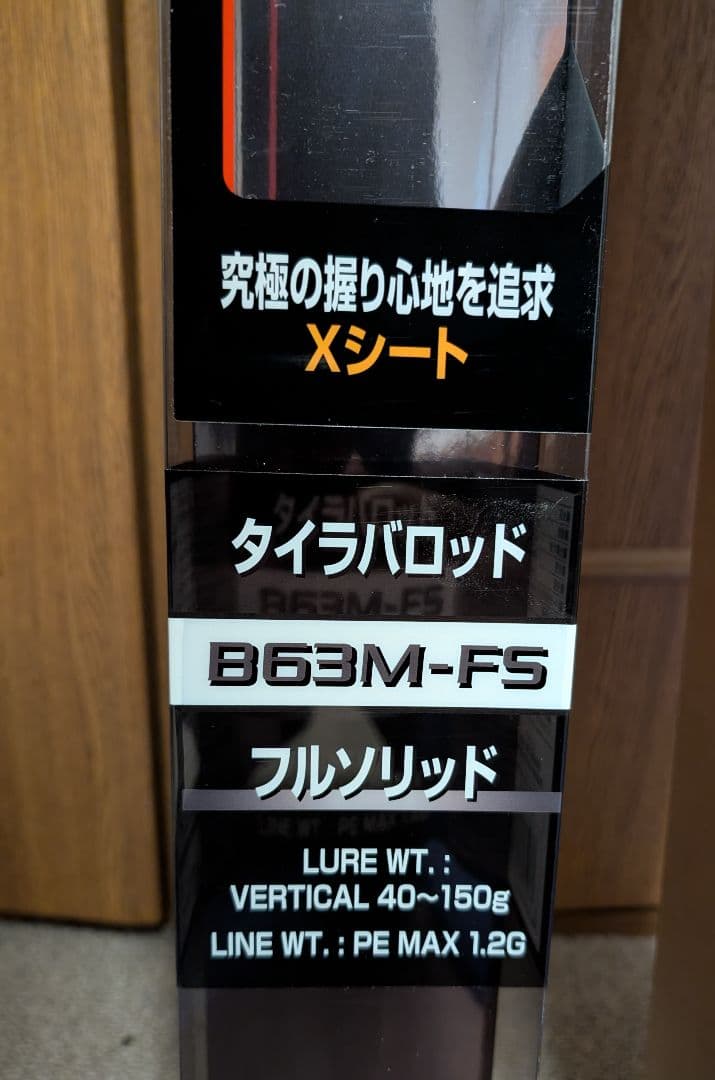 究極の握り心地を追求
Xシート
タイラバロッド
B63M-FS
フルソリッド
LURE WT. :
VERTICAL 40～150g
LINE WT. : PE MAX 1.2G